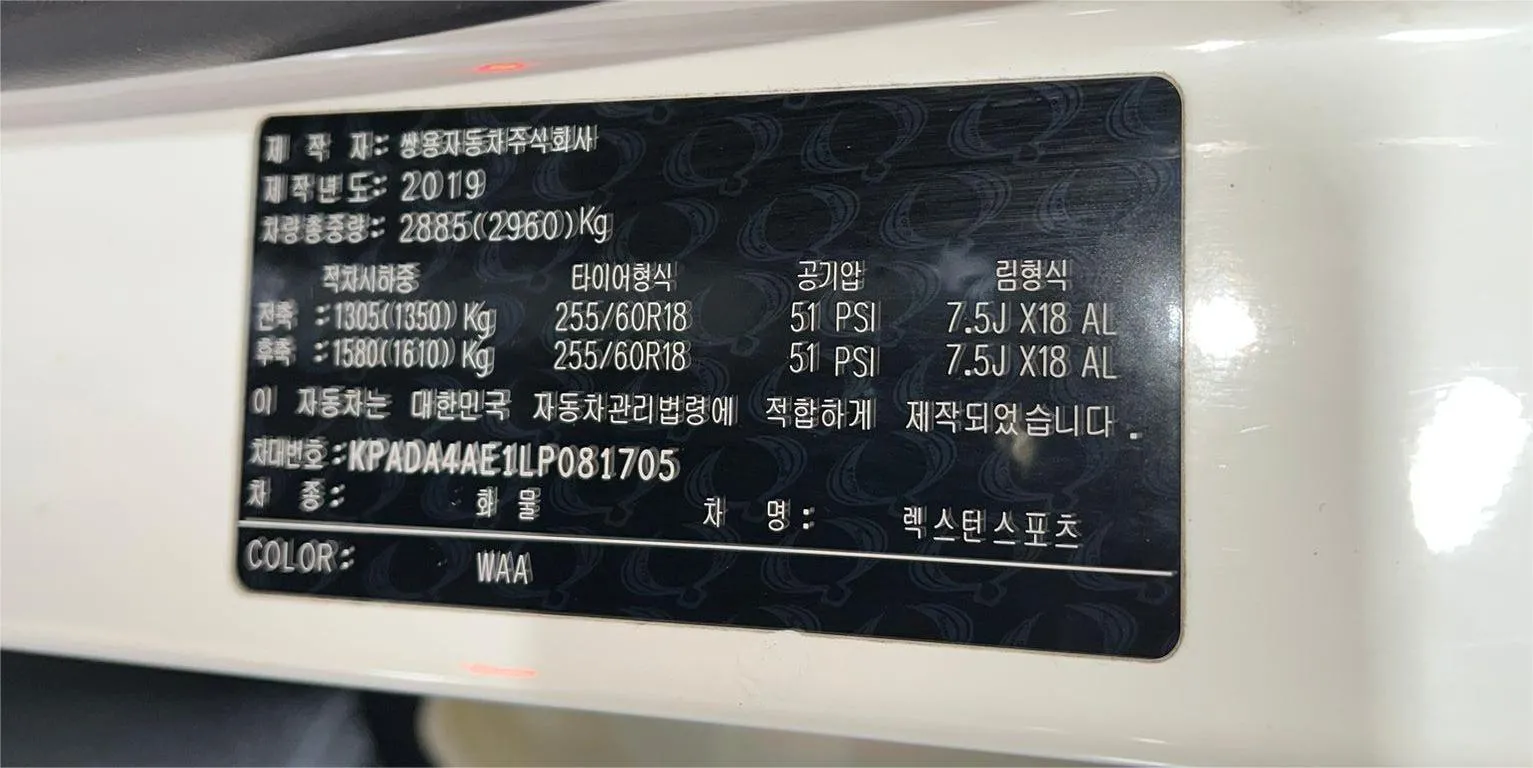 제 작 자: 쌍용자동차주식회사
제작년도: 2019
차량총중량: 2885(2960)Kg
적차시하중 타이어형식 공기압 림형식
전축 :1305(1350)Kg 255/60R18 51 PSI 7.5J X18 AL
후축 :1580(1610)Kg 255/60R18 51 PSI 7.5J X18 AL
이 자동차는 대한민국 자동차관리법령에 적합하게 제작되었습니다.
차대번호:KPADA4AE1LP081705
차 종: 화 물 차 명: 렉스턴스포츠
COLOR: WAA